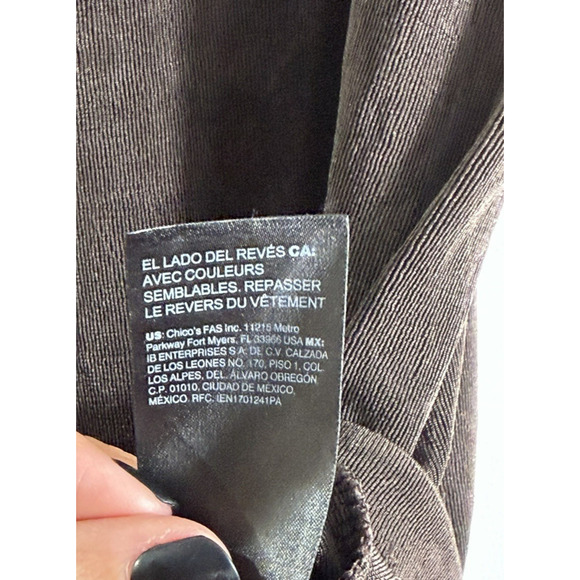 EL LADO DEL REVÉS CA:
AVEC COULEURS
SEMBLABLES. REPASSER
LE REVERS DU VÊTEMENT
US: Chico's FAS Inc. 11215 Metro
Parkway Fort Myers, FL 33966 USA MX:
IB ENTERPRISES S.A. DE C.V. CALZADA
DE LOS LEONES NO. 170, PISO 1, COL
LOS ALPES, DEL. ÁLVARO OBREGÓN
C.P. 01010, CIUDAD DE MÉXICO,
MÉXICO. RFC. IEN1701241PA